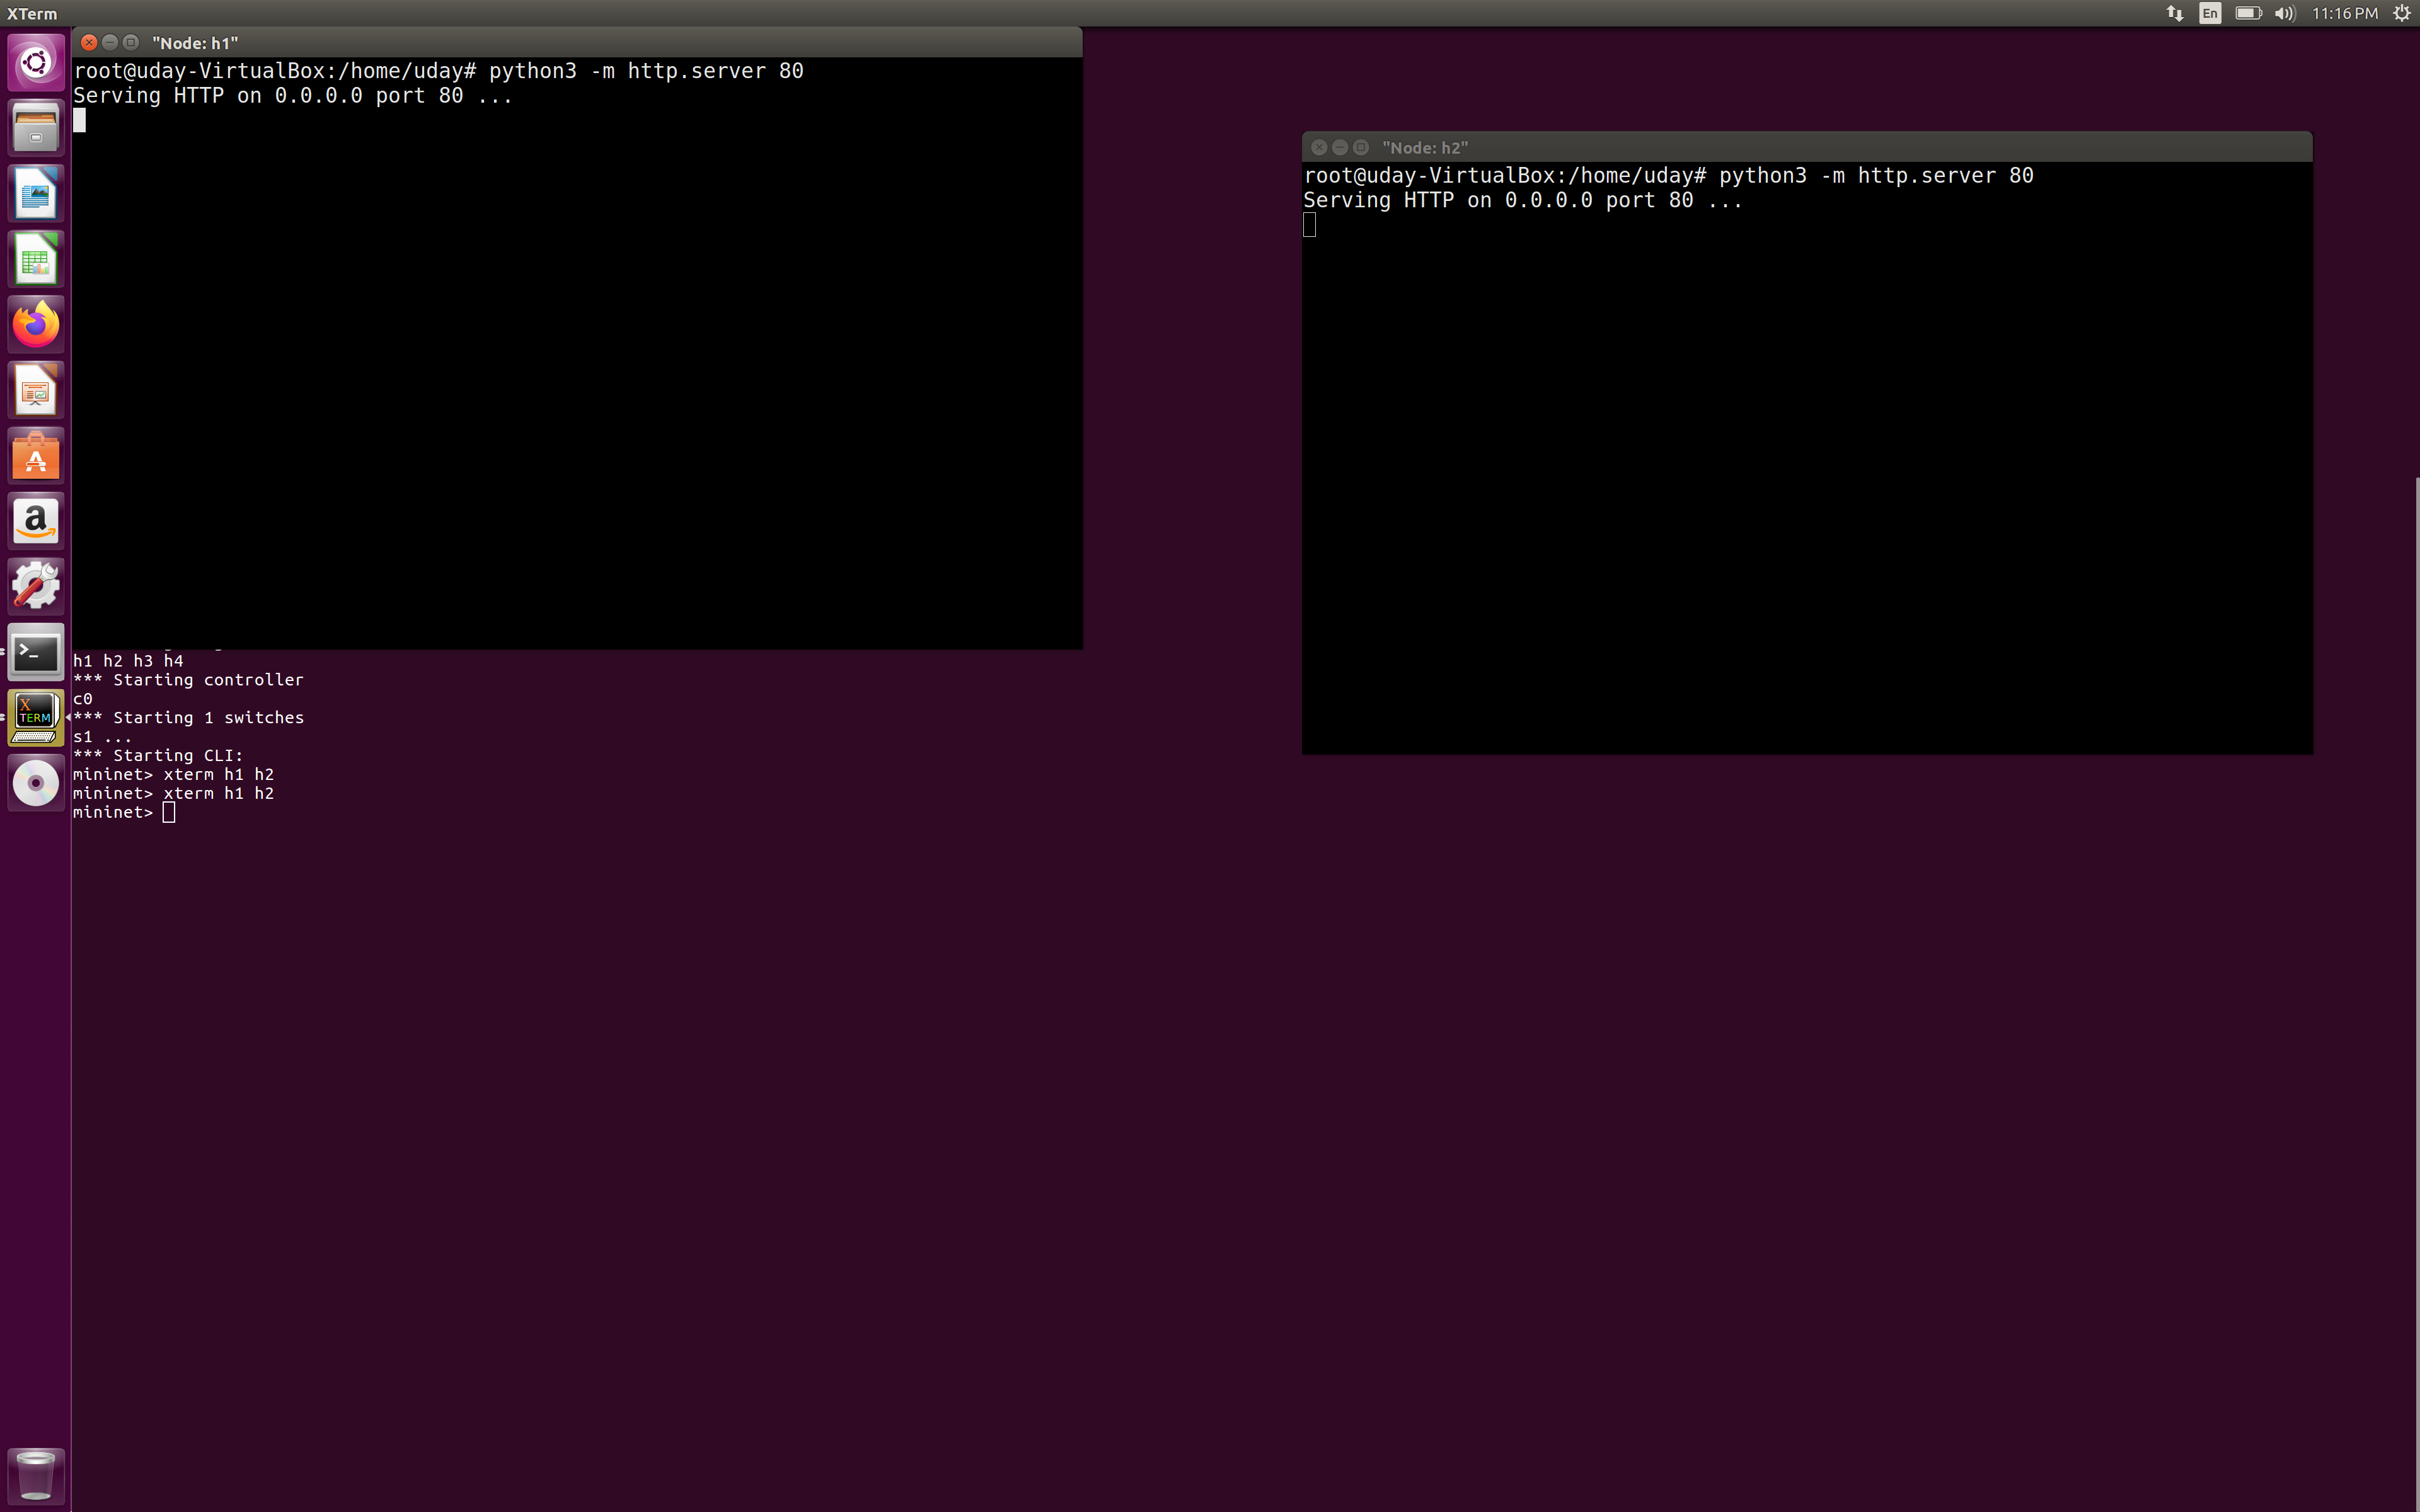 XTerm
En
11:16 PM
"Node: h1"
root@uday-VirtualBox:/home/uday# python3 -m http.server 80
Serving HTTP on 0.0.0.0 port 80 ...
"Node: h2"
root@uday-VirtualBox:/home/uday# python3 -m http.server 80
Serving HTTP on 0.0.0.0 port 80 ...
h1 h2 h3 h4
*** Starting controller
c0
*** Starting 1 switches
s1 ...
*** Starting CLI:
mininet> xterm h1 h2
mininet> xterm h1 h2
mininet>
A
a
>_
X
TERM